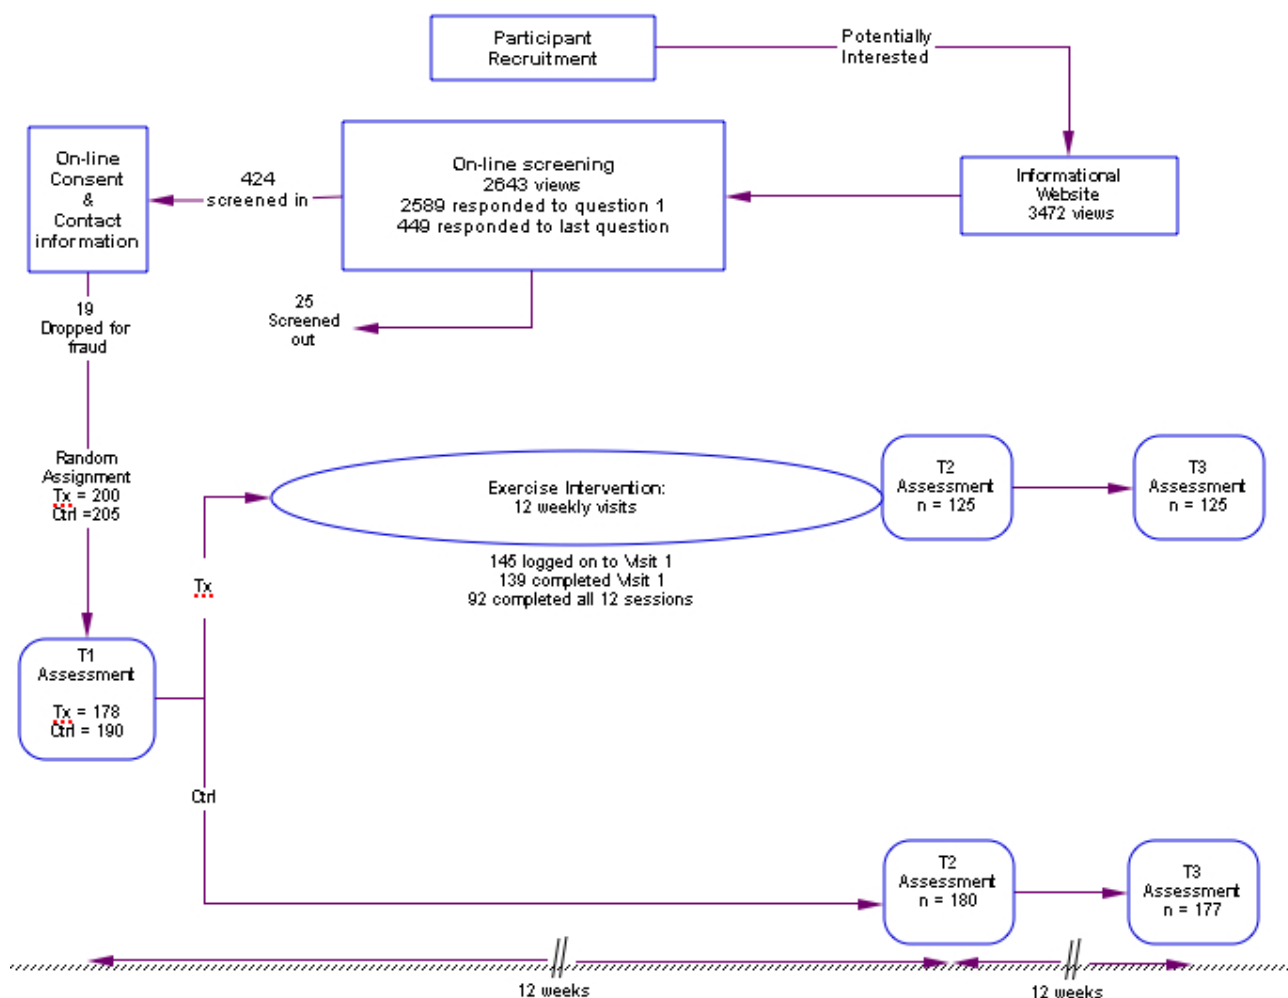 Participant
Recruitment
Potentially
Interested
Informational
Website
3472 views
On-line screening
2643 views
2589 responded to question 1
449 responded to last question
424
screened in
On-line
Consent
&
Contact
information
25
Screened
out
19
Dropped for
fraud
Random
Assignment
Tx = 200
Ctrl =205
T1
Assessment
Tx = 178
Ctrl = 190
Tx
Exercise Intervention:
12 weekly visits
145 logged on to Visit 1
139 completed Visit 1
92 completed all 12 sessions
T2
Assessment
n = 125
T3
Assessment
n = 125
Ctrl
T2
Assessment
n = 180
T3
Assessment
n = 177
12 weeks
12 weeks